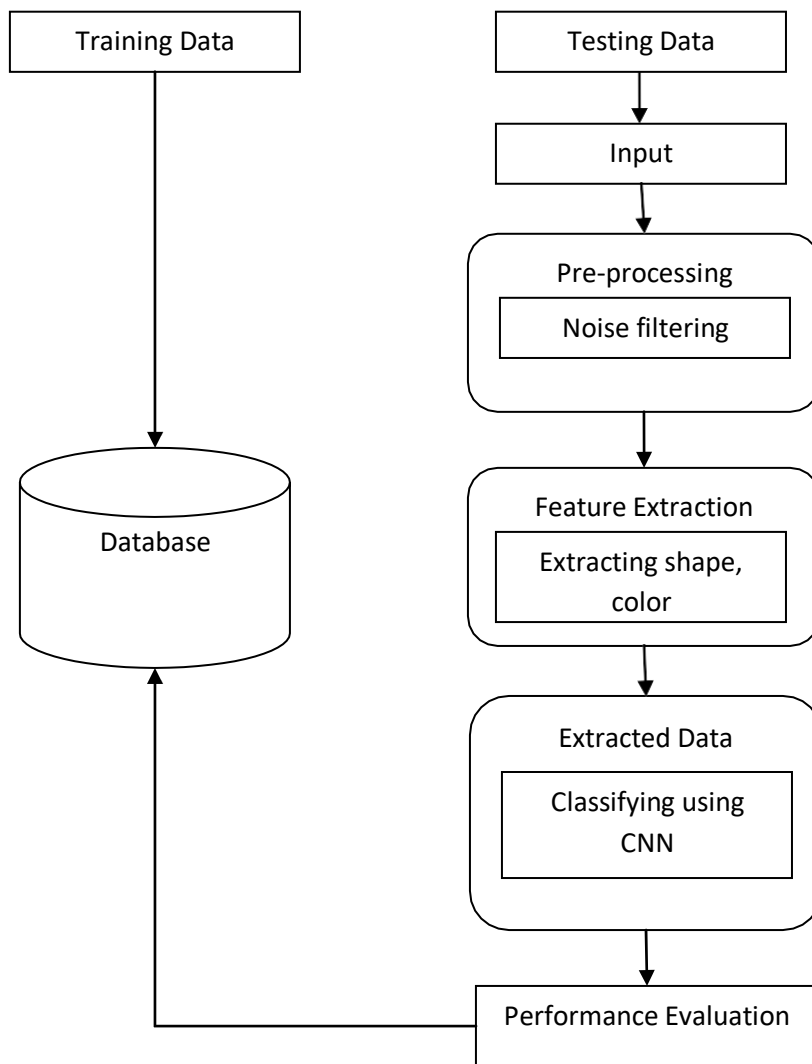 Training Data
Testing Data
Input
Pre-processing
Noise filtering
Database
Feature Extraction
Extracting shape,
color
Extracted Data
Classifying using
CNN
Performance Evaluation